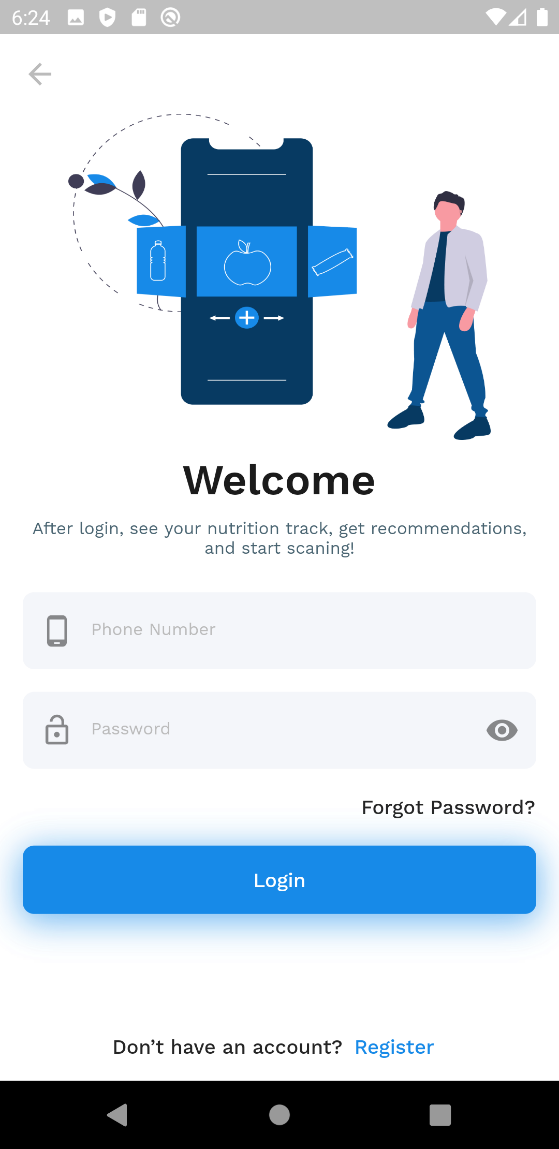 6:24
Welcome
After login, see your nutrition track, get recommendations,
and start scaning!
Phone Number
Password
Forgot Password?
Login
Don't have an account? Register